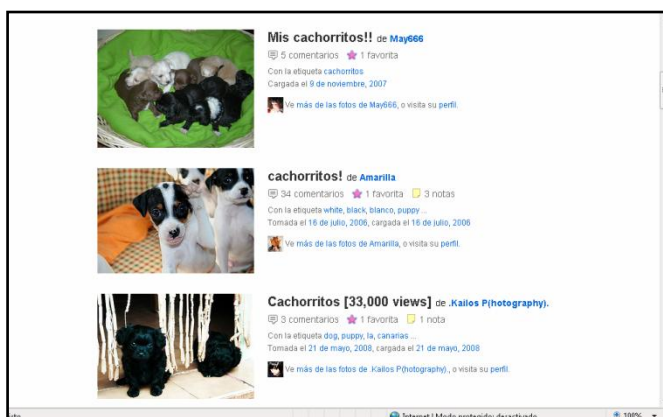 Mis cachorritos!! de May666
5 comentarios 1 favorita
Con la etiqueta cachorritos
Cargada el 9 de noviembre, 2007
Ve más de las fotos de May666, o visita su perfil.
cachorritos! de Amarilla
34 comentarios 1 favorita 3 notas
Con la etiqueta white, black, blanco, puppy ...
Tomada el 16 de julio, 2006, cargada el 16 de julio, 2006
Ve más de las fotos de Amarilla, o visita su perfil.
Cachorritos [33,000 views] de .Kailos P(hotography).
3 comentarios 1 favorita 1 nota
Con la etiqueta dog, puppy, la, canarias ...
Tomada el 21 de mayo, 2008, cargada el 21 de mayo, 2008
Ve más de las fotos de .Kailos P(hotography)., o visita su perfil.
Internet | Modo protegido: desactivado 100%